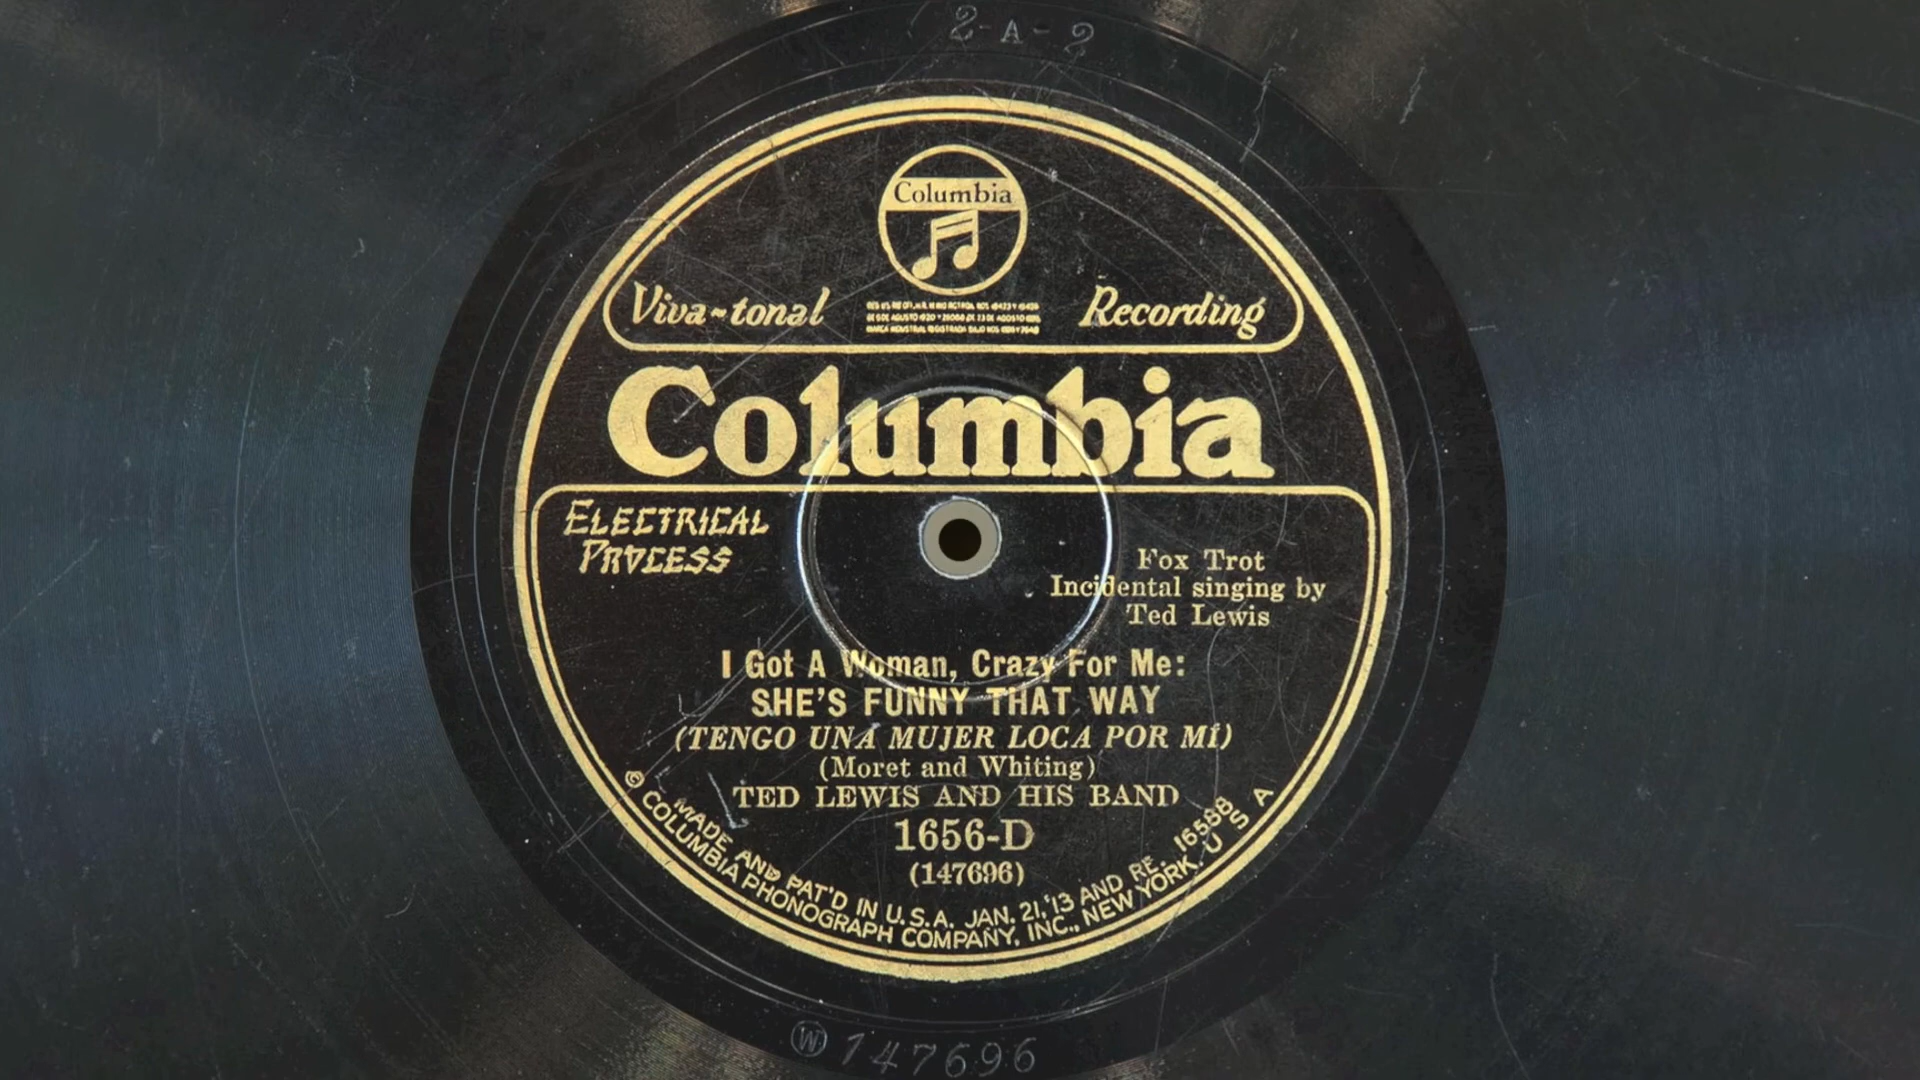 2-A-2
Columbia
Viva-tonal Recording
Columbia
ELECTRICAL
PROCESS
Fox Trot
Incidental singing by
Ted Lewis
I Got A Woman, Crazy For Me:
SHE'S FUNNY THAT WAY
(TENGO UNA MUJER LOCA POR MÍ)
(Moret and Whiting)
TED LEWIS AND HIS BAND
1656-D
(147696)
MADE AND PAT'D IN U.S.A. JAN. 21,'13 AND RE. 16588
© COLUMBIA PHONOGRAPH COMPANY, INC., NEW YORK. U S A
W 147696